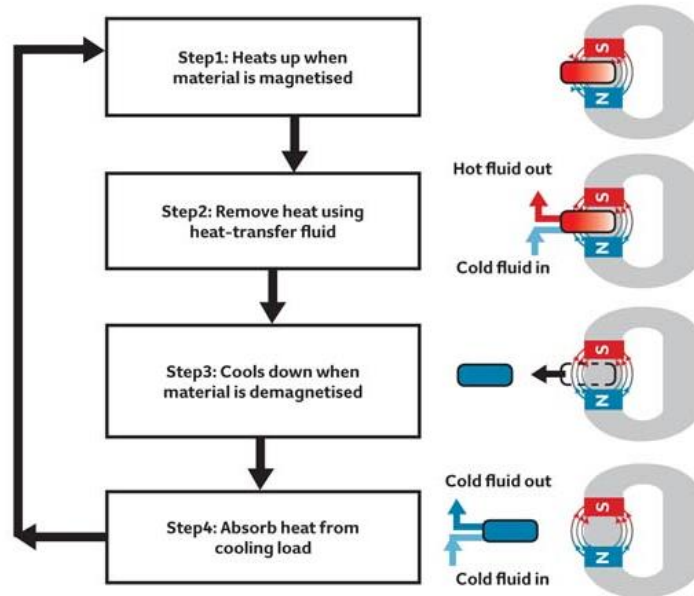 Step1: Heats up when
material is magnetised
S
N
Step2: Remove heat using
heat-transfer fluid
Hot fluid out
S
N
Cold fluid in
Step3: Cools down when
material is demagnetised
S
N
Step4: Absorb heat from
cooling load
Cold fluid out
S
N
Cold fluid in